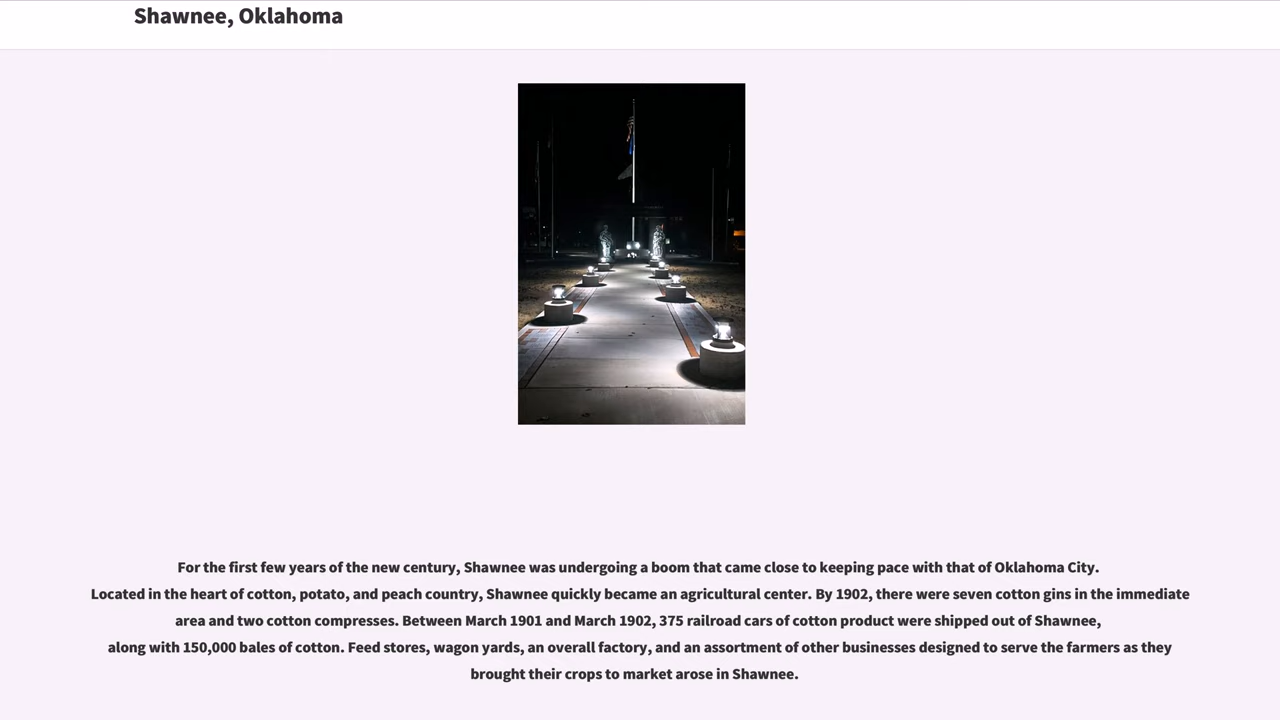 Shawnee, Oklahoma
For the first few years of the new century, Shawnee was undergoing a boom that came close to keeping pace with that of Oklahoma City.
Located in the heart of cotton, potato, and peach country, Shawnee quickly became an agricultural center. By 1902, there were seven cotton gins in the immediate
area and two cotton compresses. Between March 1901 and March 1902, 375 railroad cars of cotton product were shipped out of Shawnee,
along with 150,000 bales of cotton. Feed stores, wagon yards, an overall factory, and an assortment of other businesses designed to serve the farmers as they
brought their crops to market arose in Shawnee.